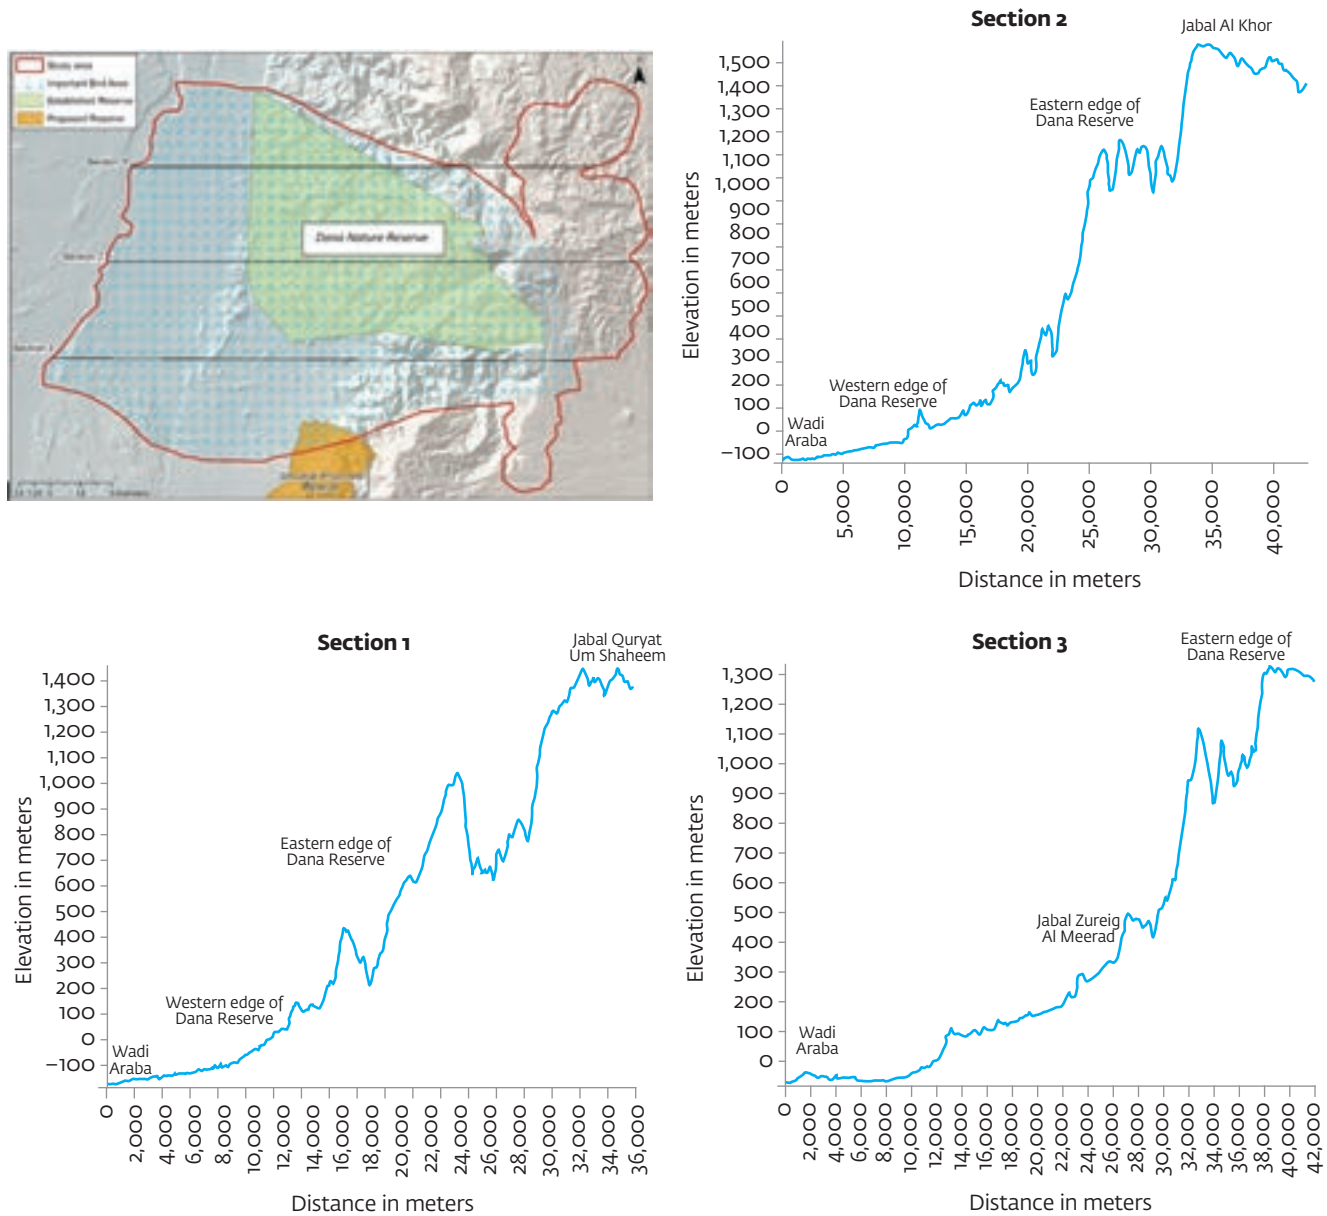 Study area
Important Bird Area
Established Reserve
Proposed Reserve
Dana Nature Reserve
Section 2
Jabal Al Khor
Eastern edge of
Dana Reserve
Western edge of
Dana Reserve
Wadi
Araba
Elevation in meters
1,500
1,400
1,300
1,200
1,100
1,000
900
800
700
600
500
400
300
200
100
0
−100
0
5,000
10,000
15,000
20,000
25,000
30,000
35,000
40,000
Distance in meters
Section 1
Jabal Quryat
Um Shaheem
Eastern edge of
Dana Reserve
Western edge of
Dana Reserve
Wadi
Araba
Elevation in meters
1,400
1,300
1,200
1,100
1,000
900
800
700
600
500
400
300
200
100
0
−100
0
2,000
4,000
6,000
8,000
10,000
12,000
14,000
16,000
18,000
20,000
22,000
24,000
26,000
28,000
30,000
32,000
34,000
36,000
Distance in meters
Section 3
Eastern edge of
Dana Reserve
Jabal Zureig
Al Meerad
Wadi
Araba
Elevation in meters
1,300
1,200
1,100
1,000
900
800
700
600
500
400
300
200
100
0
0
2,000
4,000
6,000
8,000
10,000
12,000
14,000
16,000
18,000
20,000
22,000
24,000
26,000
28,000
30,000
32,000
34,000
36,000
38,000
40,000
42,000
Distance in meters